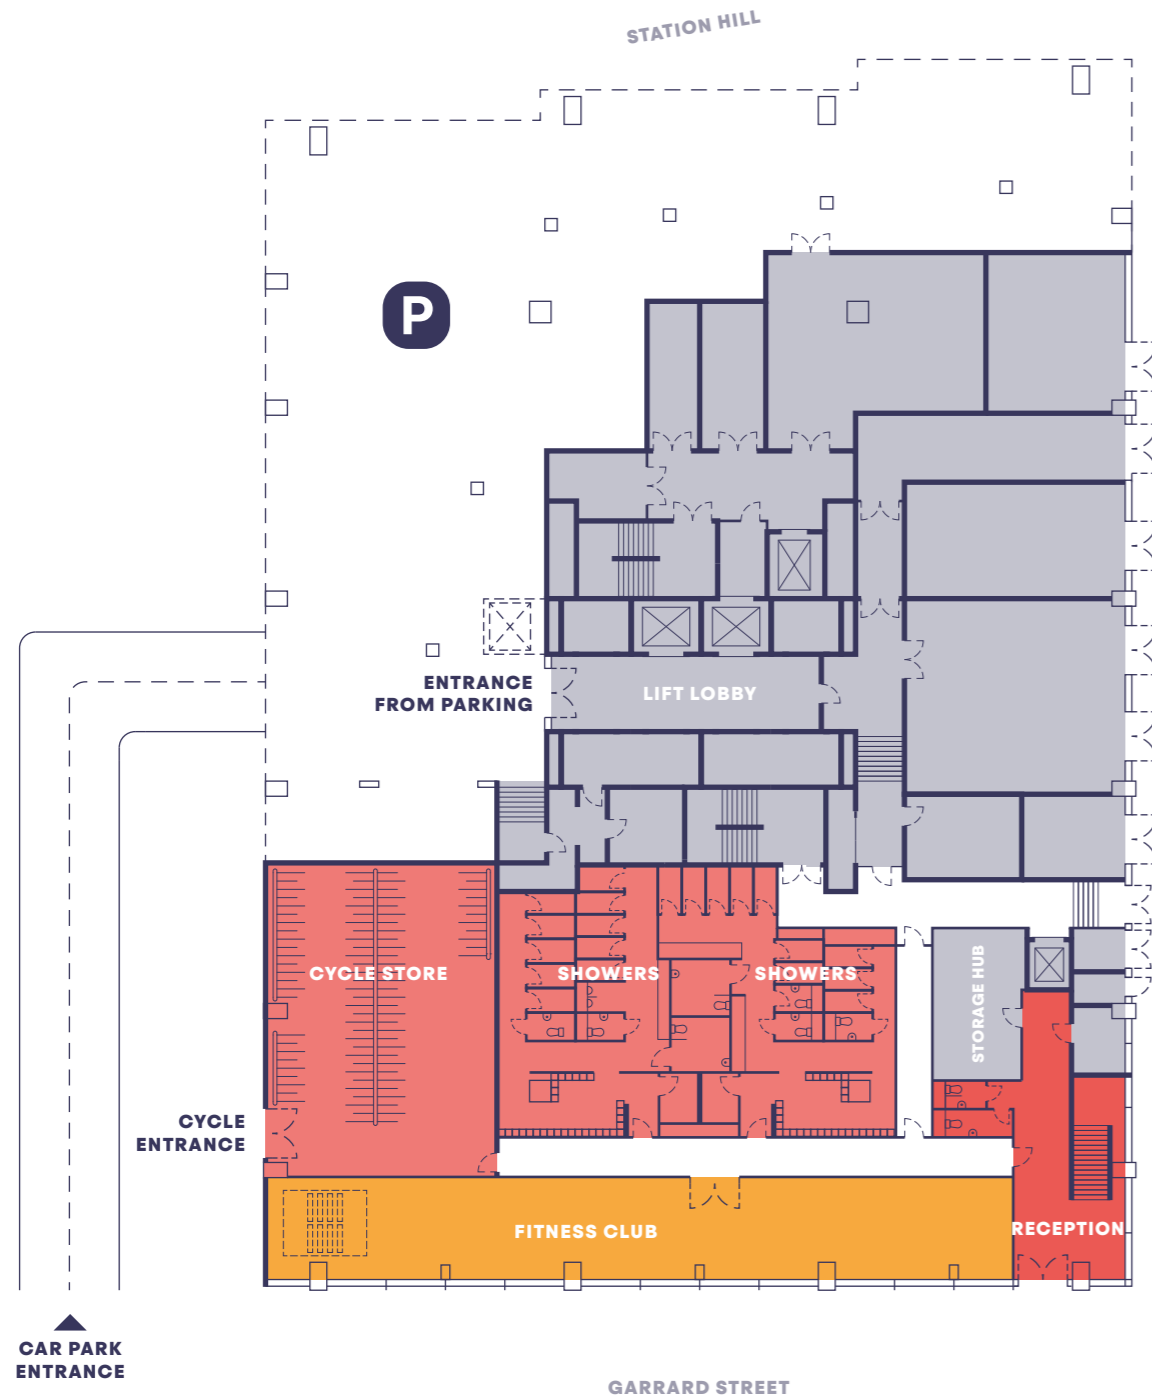 STATION HILL
P
ENTRANCE
FROM PARKING
LIFT LOBBY
CYCLE STORE
SHOWERS
SHOWERS
STORAGE HUB
CYCLE
ENTRANCE
FITNESS CLUB
RECEPTION
CAR PARK
ENTRANCE
GARRARD STREET